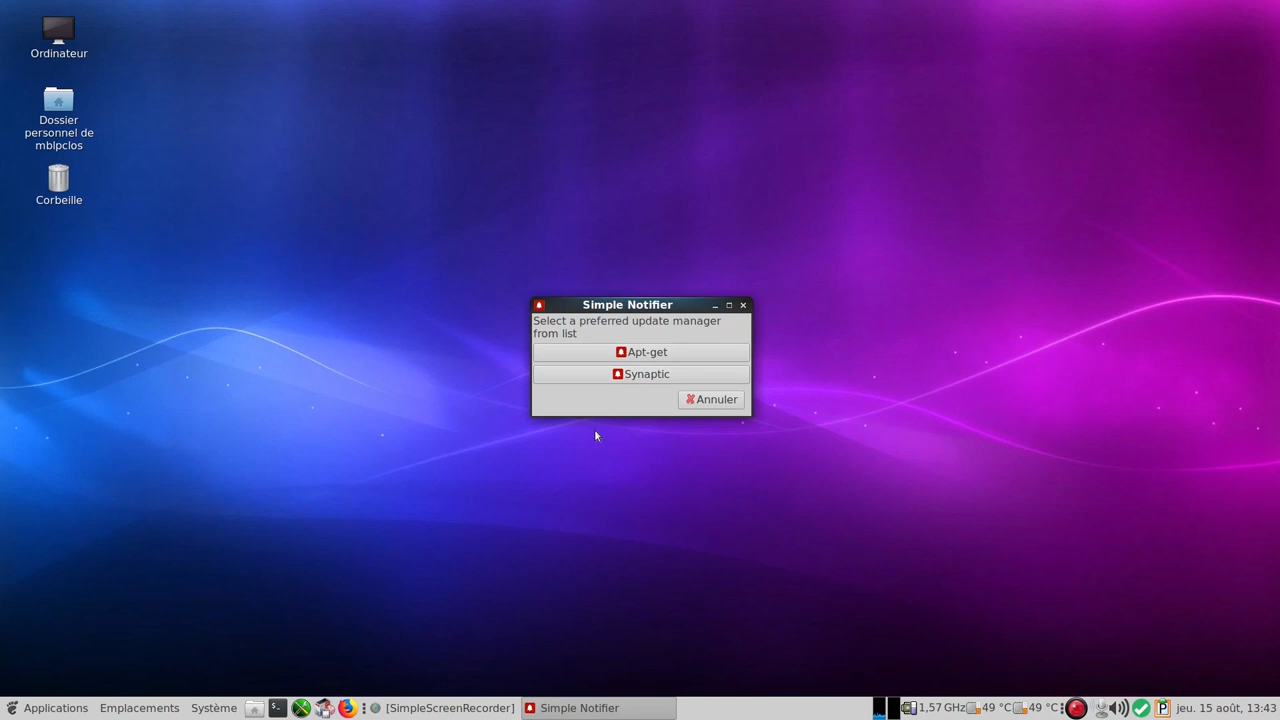 Ordinateur
Dossier
personnel de
mblpclos
Corbeille
Simple Notifier
Select a preferred update manager
from list
Apt-get
Synaptic
Annuler
Applications Emplacements Système [SimpleScreenRecorder] Simple Notifier 1,57 GHz 49 °C 49 °C jeu. 15 août, 13:43